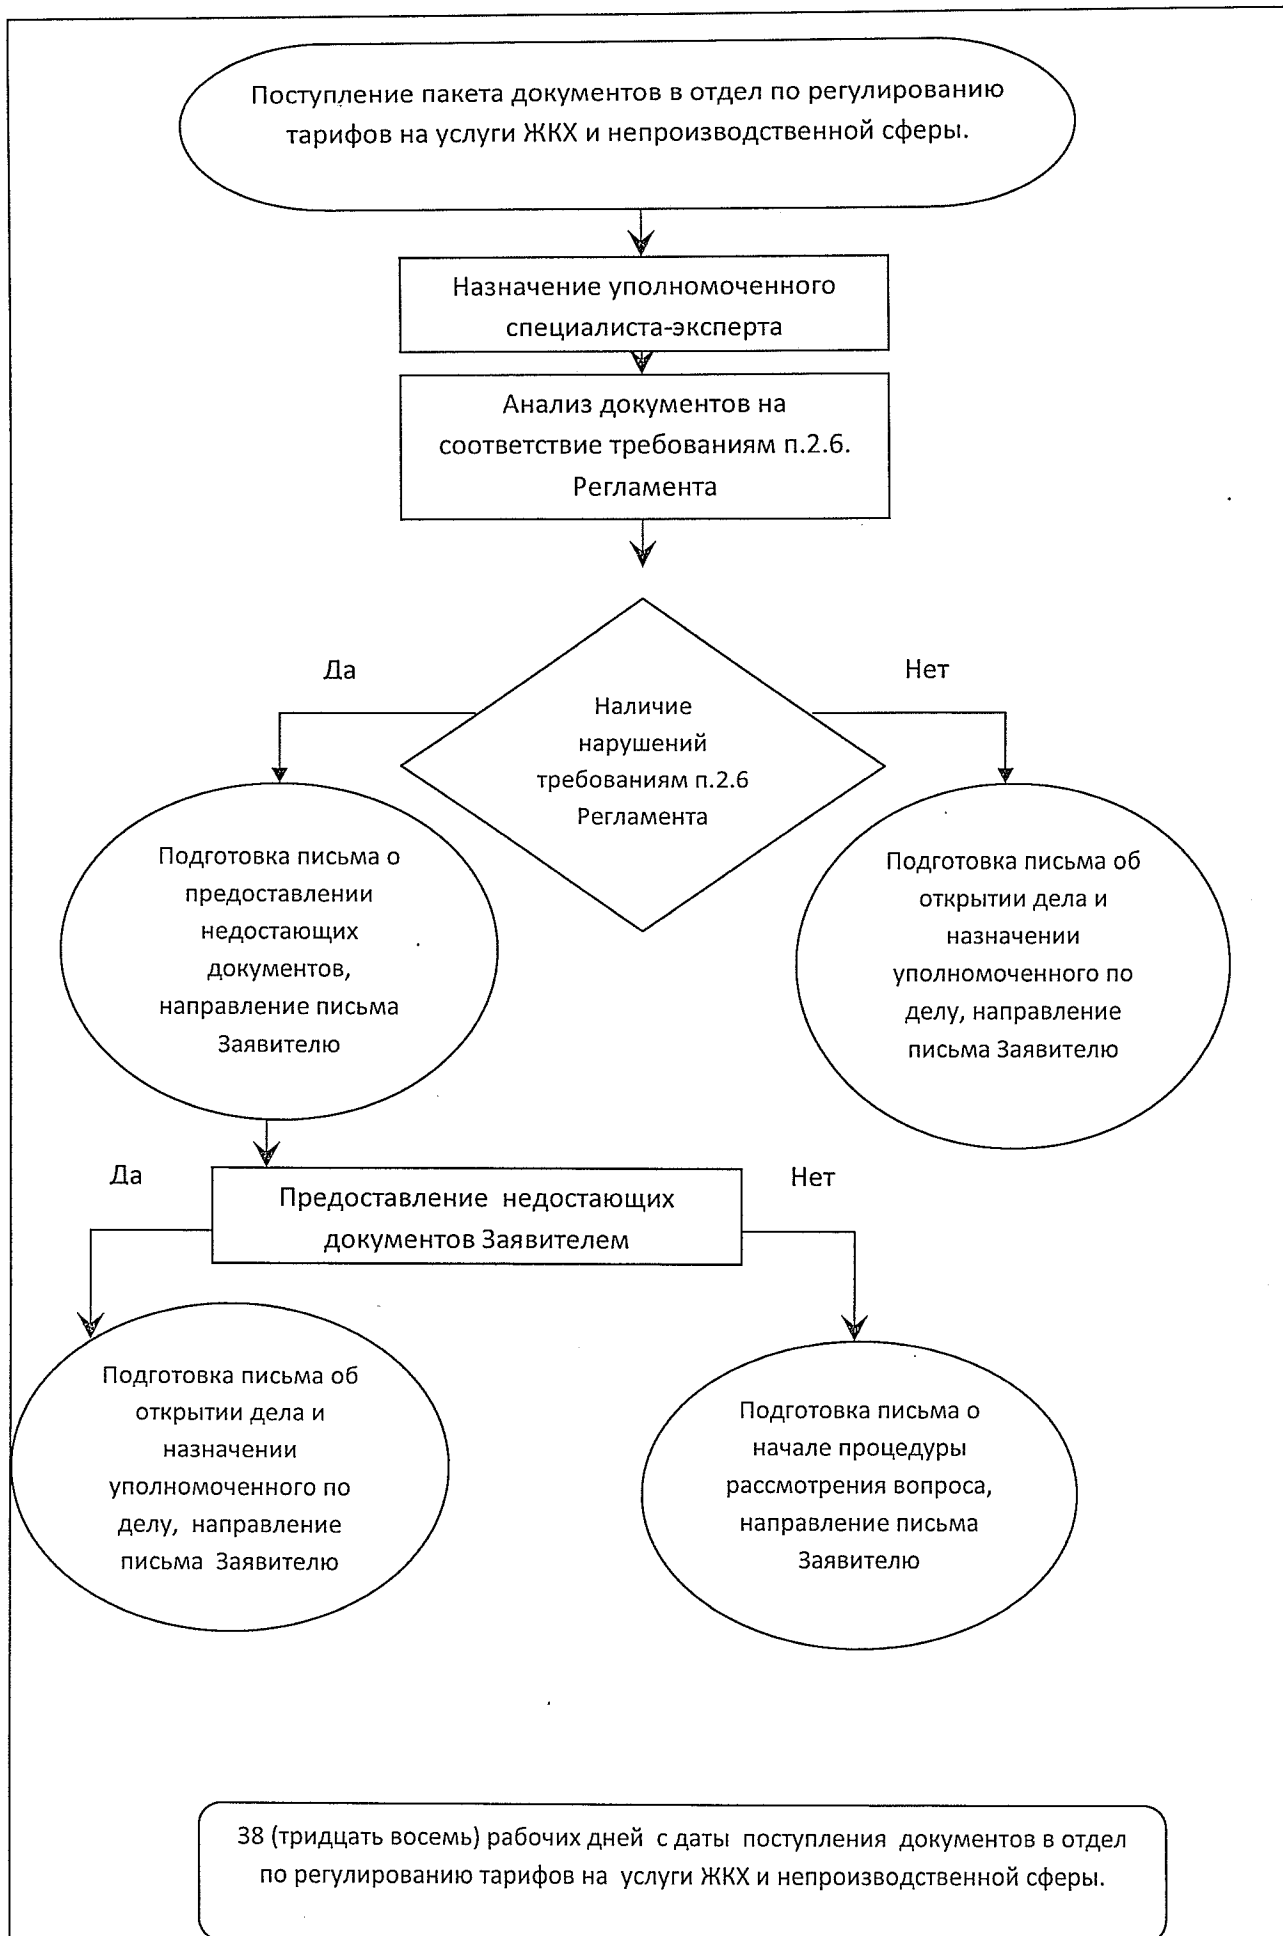 Поступление пакета документов в отдел по регулированию
тарифов на услуги ЖКХ и непроизводственной сферы.
Назначение уполномоченного
специалиста-эксперта
Анализ документов на
соответствие требованиям п.2.6.
Регламента
Да
Нет
Наличие
нарушений
требованиям п.2.6
Регламента
Подготовка письма о
предоставлении
недостающих
документов,
направление письма
Заявителю
Подготовка письма об
открытии дела и
назначении
уполномоченного по
делу, направление
письма Заявителю
Да
Нет
Предоставление недостающих
документов Заявителем
Подготовка письма об
открытии дела и
назначении
уполномоченного по
делу, направление
письма Заявителю
Подготовка письма о
начале процедуры
рассмотрения вопроса,
направление письма
Заявителю
38 (тридцать восемь) рабочих дней с даты поступления документов в отдел
по регулированию тарифов на услуги ЖКХ и непроизводственной сферы.